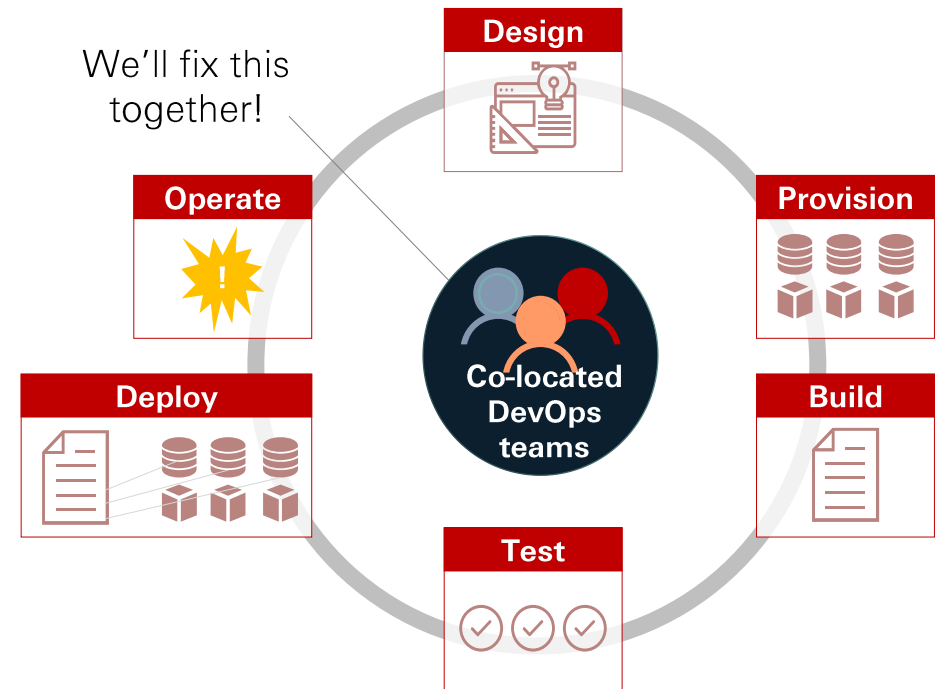 We'll fix this
together!
Design
Operate
!
Provision
Co-located
DevOps
teams
Deploy
Build
Test